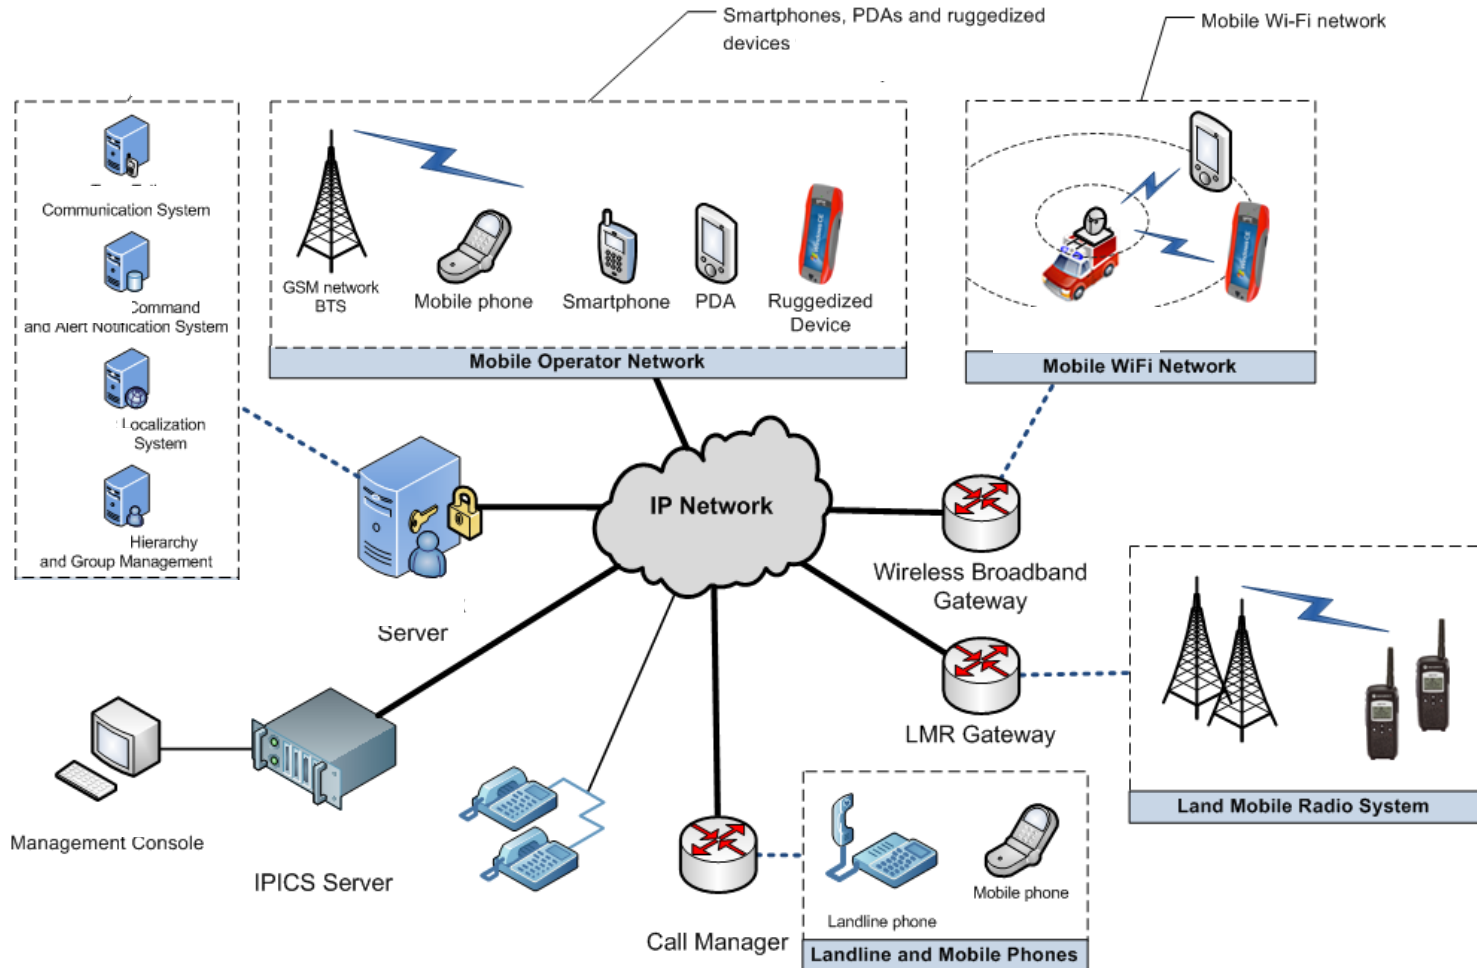 Smartphones, PDAs and ruggedized
devices
Mobile Wi-Fi network
Communication System
Command
and Alert Notification System
Localization
System
Hierarchy
and Group Management
GSM network
BTS
Mobile phone
Smartphone
PDA
Ruggedized
Device
Mobile Operator Network
Mobile WiFi Network
IP Network
Server
Wireless Broadband
Gateway
LMR Gateway
Land Mobile Radio System
Management Console
IPICS Server
Call Manager
Landline phone
Mobile phone
Landline and Mobile Phones